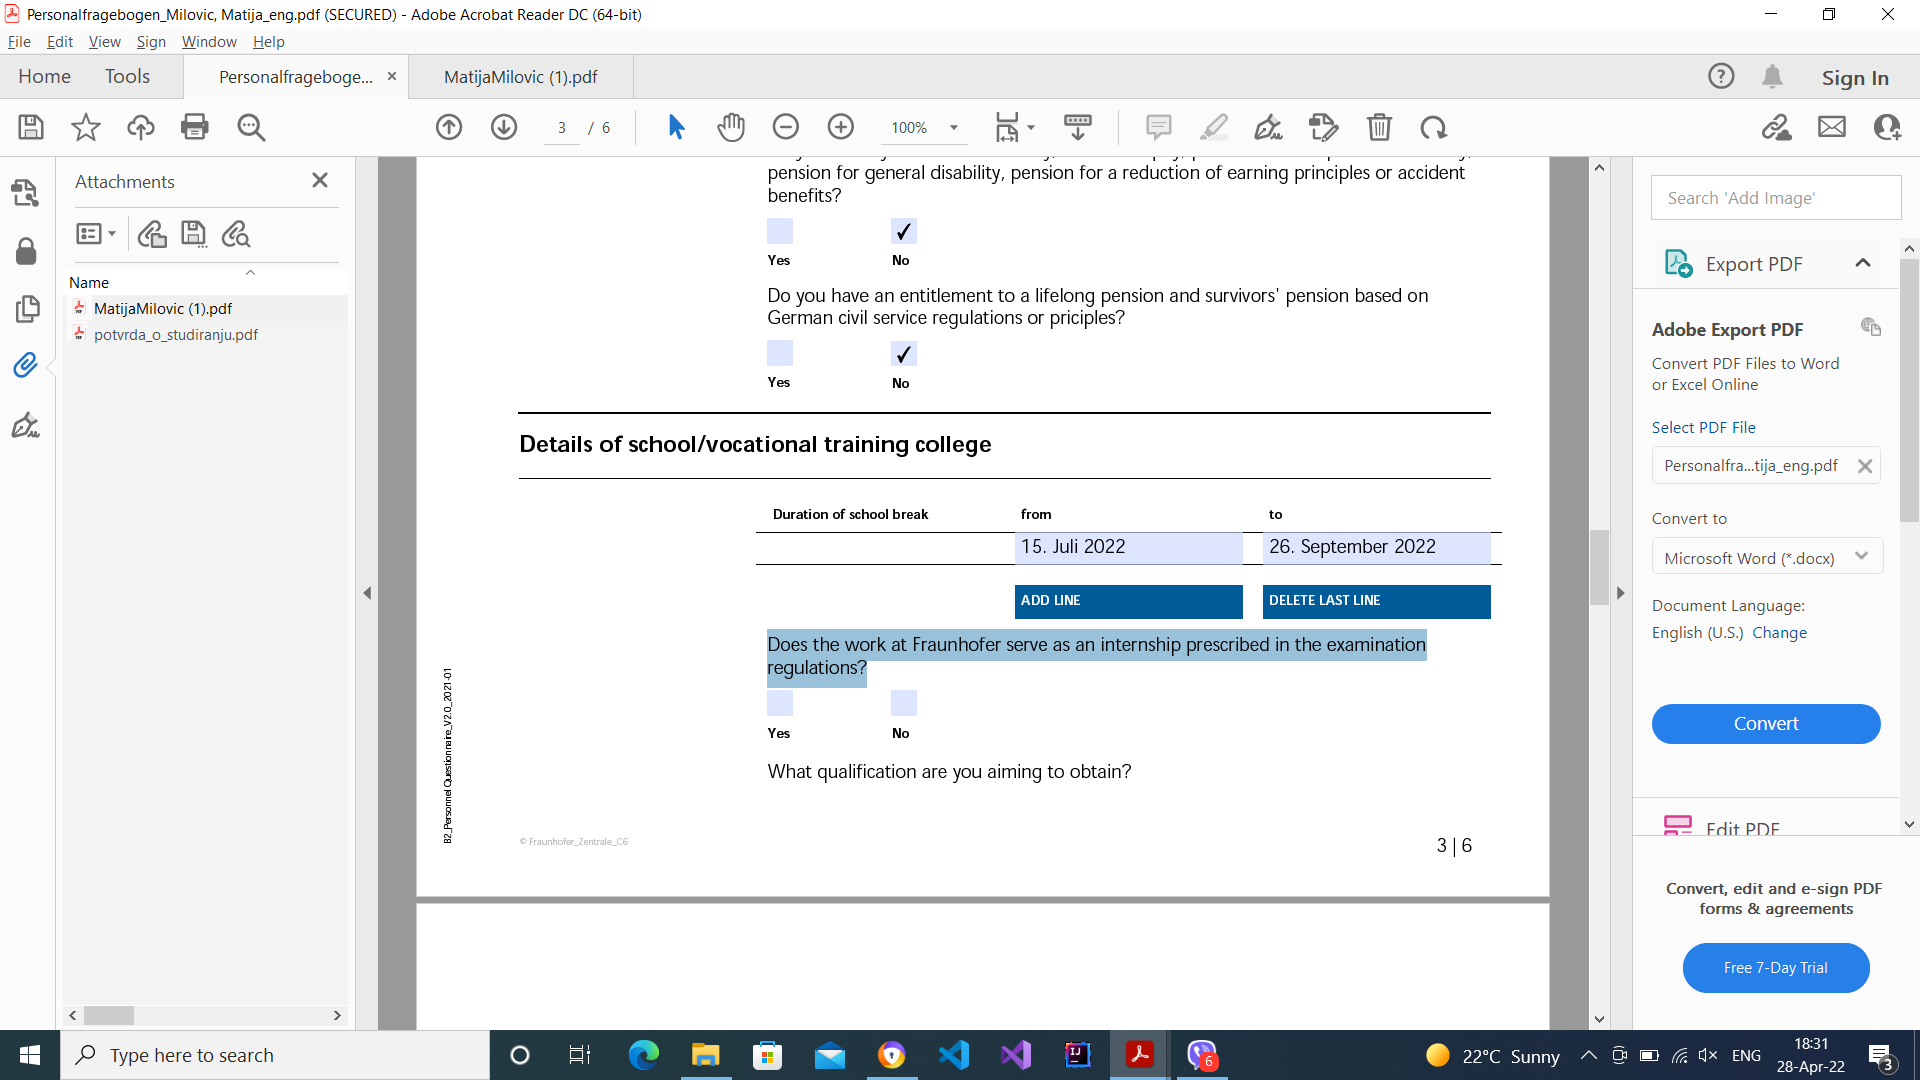 Personalfragebogen_Milovic, Matija_eng.pdf (SECURED) - Adobe Acrobat Reader DC (64-bit)
File Edit View Sign Window Help
Home Tools Personalfrageboge... MatijaMilovic (1).pdf Sign In
3 / 6 100%
Attachments
Name
MatijaMilovic (1).pdf
potvrda_o_studiranju.pdf
pension for general disability, pension for a reduction of earning principles or accident
benefits?
Yes No
Do you have an entitlement to a lifelong pension and survivors' pension based on
German civil service regulations or priciples?
Yes No
Details of school/vocational training college
Duration of school break from to
15. Juli 2022 26. September 2022
ADD LINE DELETE LAST LINE
Does the work at Fraunhofer serve as an internship prescribed in the examination
regulations?
Yes No
What qualification are you aiming to obtain?
B2_Personnel Questionnaire_V2.0_2021-01
© Fraunhofer_Zentrale_C6
3 | 6
Search 'Add Image'
Export PDF
Adobe Export PDF
Convert PDF Files to Word
or Excel Online
Select PDF File
Personalfra...tija_eng.pdf
Convert to
Microsoft Word (*.docx)
Document Language:
English (U.S.) Change
Convert
Edit PDF
Convert, edit and e-sign PDF
forms & agreements
Free 7-Day Trial
Type here to search
6
22°C Sunny
ENG
18:31
28-Apr-22
3